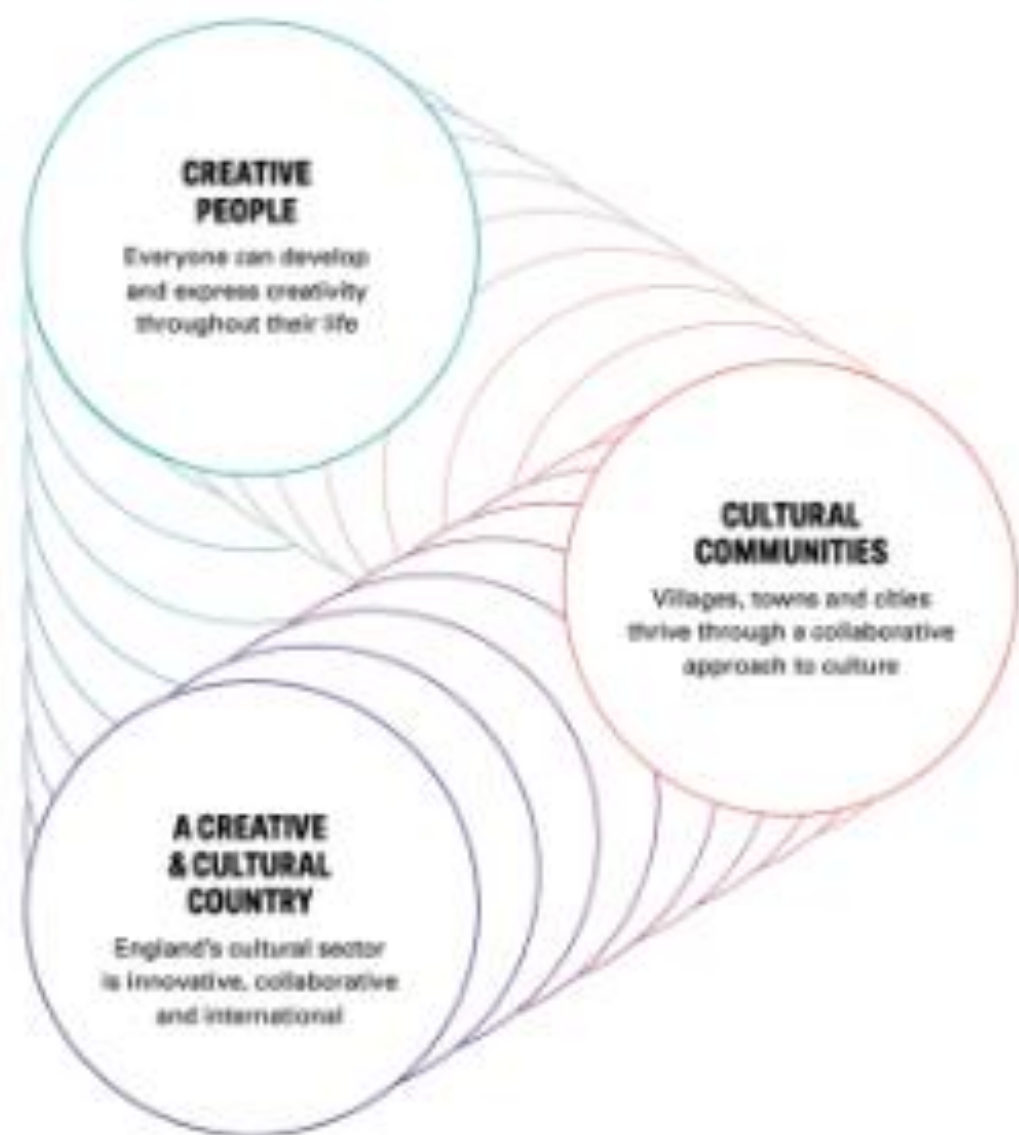 CREATIVE
PEOPLE
Everyone can develop
and express creativity
throughout their life
CULTURAL
COMMUNITIES
Villages, towns and cities
thrive through a collaborative
approach to culture
A CREATIVE
& CULTURAL
COUNTRY
England's cultural sector
is innovative, collaborative
and international